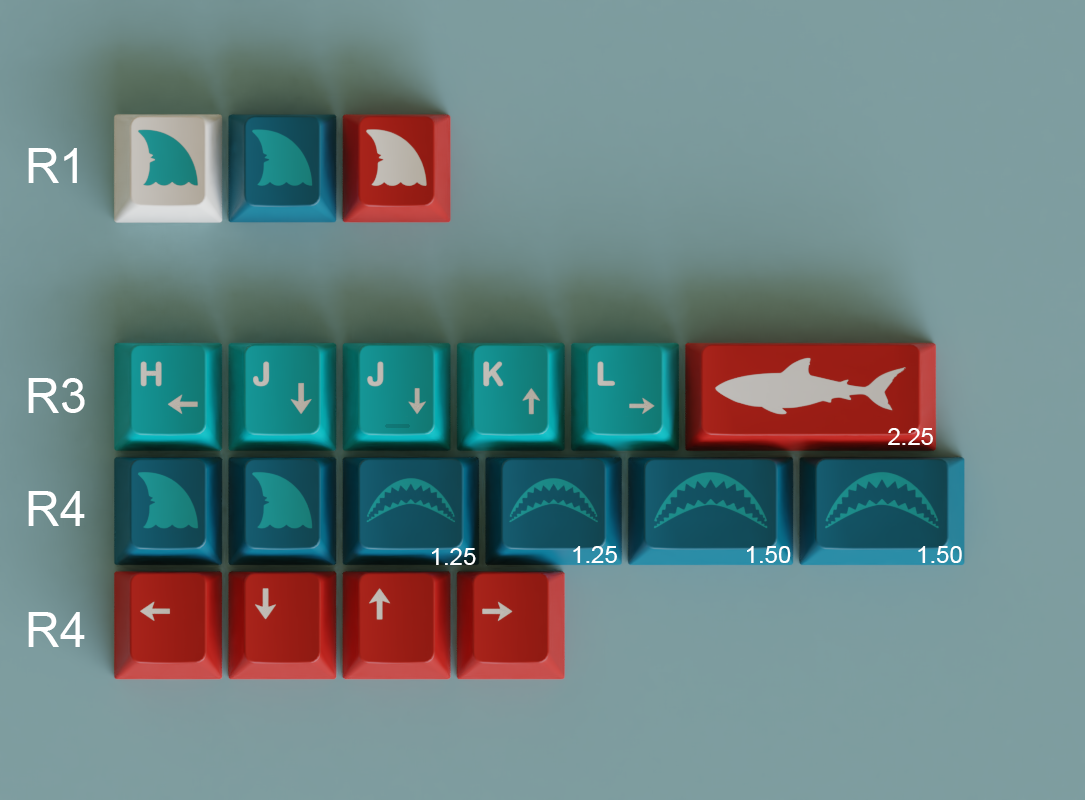 R1
R3 H ← J ↓ J ↓ K ↑ L → 2.25
R4 1.25 1.25 1.50 1.50
R4 ← ↓ ↑ →